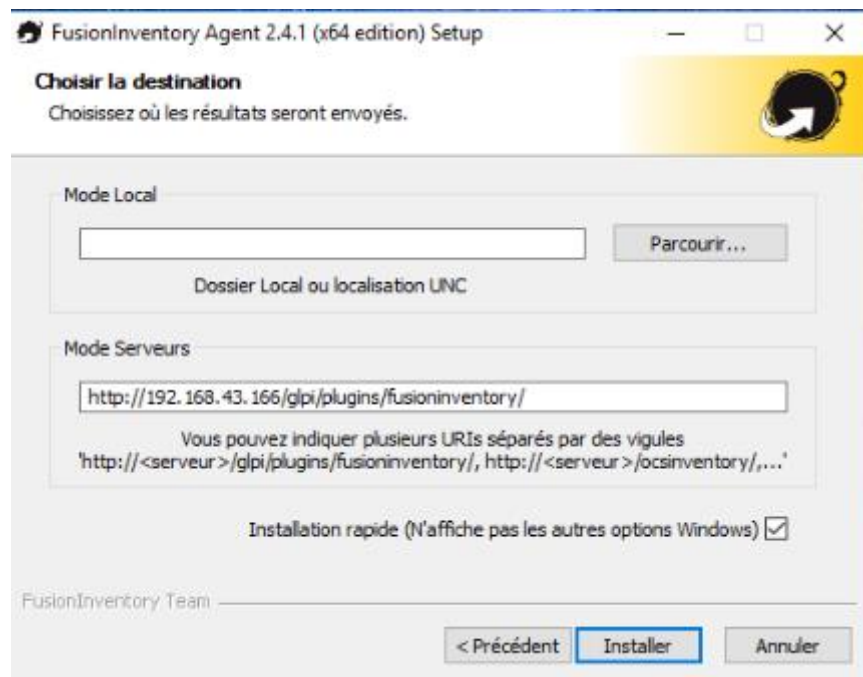 FusionInventory Agent 2.4.1 (x64 edition) Setup
Choisir la destination
Choisissez où les résultats seront envoyés.
Mode Local
Parcourir...
Dossier Local ou localisation UNC
Mode Serveurs
http://192.168.43.166/glpi/plugins/fusioninventory/
Vous pouvez indiquer plusieurs URIs séparés par des vigules
'http://<serveur>/glpi/plugins/fusioninventory/, http://<serveur>/ocsinventory/,...'
Installation rapide (N'affiche pas les autres options Windows)
FusionInventory Team
< Précédent Installer Annuler